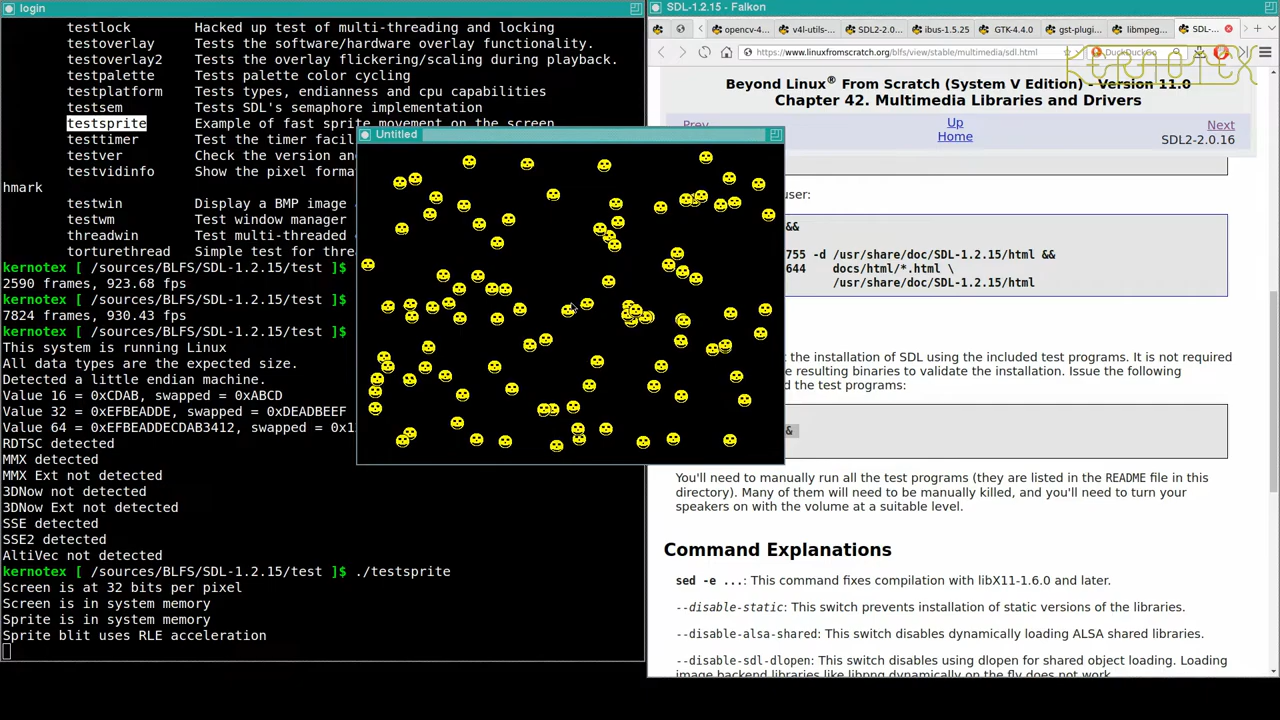 login
testlock Hacked up test of multi-threading and locking
testoverlay Tests the software/hardware overlay functionality.
testoverlay2 Tests the overlay flickering/scaling during playback.
testpalette Tests palette color cycling
testplatform Tests types, endianness and cpu capabilities
testsem Tests SDL's semaphore implementation
testsprite Example of fast sprite movement on the screen
testtimer Test the timer facil
testver Check the version an
testvidinfo Show the pixel forma
hmark
testwin Display a BMP image
testwm Test window manager
threadwin Test multi-threaded
torturethread Simple test for thre
kernotex [ /sources/BLFS/SDL-1.2.15/test ]$
2590 frames, 923.68 fps
kernotex [ /sources/BLFS/SDL-1.2.15/test ]$
7824 frames, 930.43 fps
kernotex [ /sources/BLFS/SDL-1.2.15/test ]$
This system is running Linux
All data types are the expected size.
Detected a little endian machine.
Value 16 = 0xCDAB, swapped = 0xABCD
Value 32 = 0xEFBEADDE, swapped = 0xDEADBEEF
Value 64 = 0xEFBEADDECDAB3412, swapped = 0x1
RDTSC detected
MMX detected
MMX Ext not detected
3DNow not detected
3DNow Ext not detected
SSE detected
SSE2 detected
AltiVec not detected
kernotex [ /sources/BLFS/SDL-1.2.15/test ]$ ./testsprite
Screen is at 32 bits per pixel
Screen is in system memory
Sprite is in system memory
Sprite blit uses RLE acceleration
Untitled
SDL-1.2.15 - Falkon
opencv-4... v4l-utils-... SDL2-2.0... ibus-1.5.25 GTK-4.4.0 gst-plugi... libmpeg... SDL-...
https://www.linuxfromscratch.org/blfs/view/stable/multimedia/sdl.html DuckDuckGo
KERNOTEX
Beyond Linux® From Scratch (System V Edition) - Version 11.0
Chapter 42. Multimedia Libraries and Drivers
Prev Up Next
Home SDL2-2.0.16
user:
&&
755 -d /usr/share/doc/SDL-1.2.15/html &&
644 docs/html/*.html \
/usr/share/doc/SDL-1.2.15/html
t the installation of SDL using the included test programs. It is not required
e resulting binaries to validate the installation. Issue the following
d the test programs:
&
You'll need to manually run all the test programs (they are listed in the README file in this
directory). Many of them will need to be manually killed, and you'll need to turn your
speakers on with the volume at a suitable level.
Command Explanations
sed -e ...: This command fixes compilation with libX11-1.6.0 and later.
--disable-static: This switch prevents installation of static versions of the libraries.
--disable-alsa-shared: This switch disables dynamically loading ALSA shared libraries.
--disable-sdl-dlopen: This switch disables using dlopen for shared object loading. Loading
image backend libraries like libpng dynamically on the fly does not work.